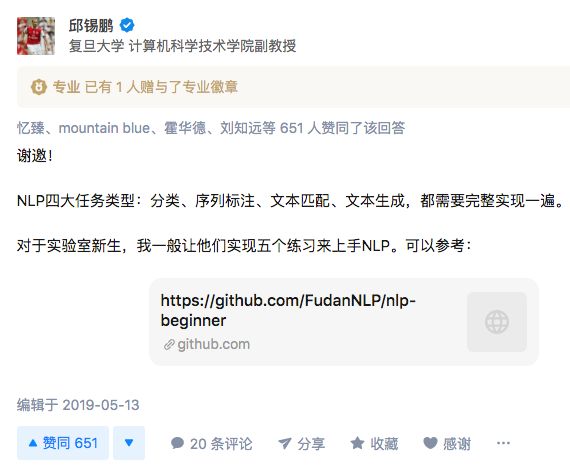 邱锡鹏
复旦大学 计算机科学技术学院副教授
专业 已有 1 人赠与了专业徽章
忆臻、mountain blue、霍华德、刘知远等 651 人赞同了该回答
谢邀！
NLP四大任务类型：分类、序列标注、文本匹配、文本生成，都需要完整实现一遍。
对于实验室新生，我一般让他们实现五个练习来上手NLP。可以参考：
https://github.com/FudanNLP/nlp-
beginner
github.com
编辑于 2019-05-13
赞同 651 20 条评论 分享 收藏 感谢 ···